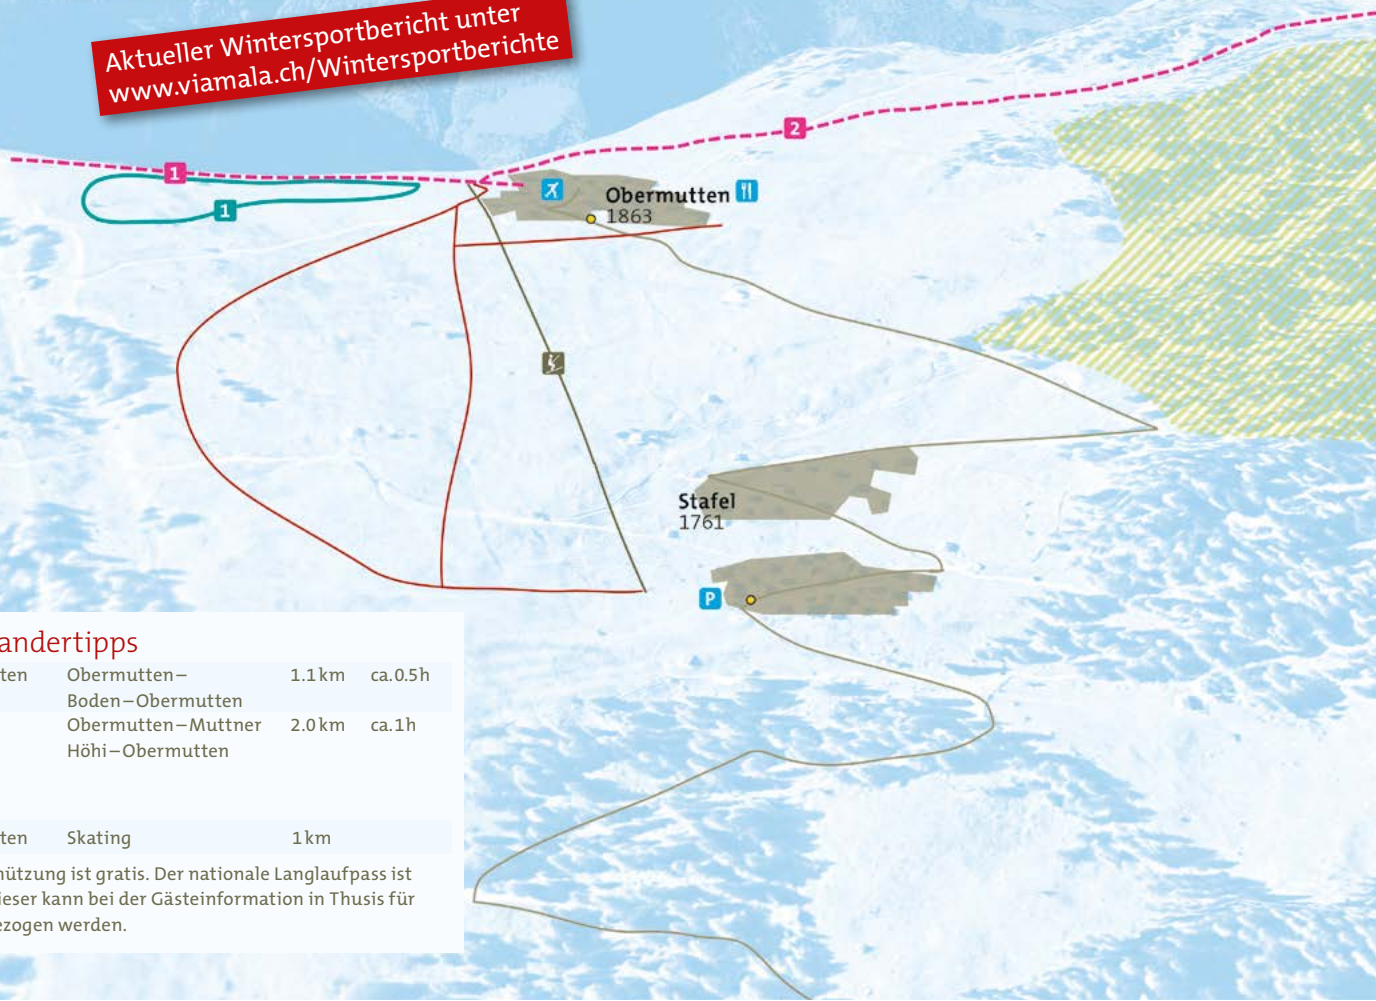 Aktueller Wintersportbericht unter
www.viamala.ch/Wintersportberichte
2
1
1
Obermutten
1863
Stafel
1761
P
andertipps
ten Obermutten– 1.1 km ca. 0.5 h
Boden–Obermutten
Obermutten–Muttner 2.0 km ca. 1 h
Höhi–Obermutten
ten Skating 1 km
nützung ist gratis. Der nationale Langlaufpass ist
ieser kann bei der Gästeinformation in Thusis für
ezogen werden.